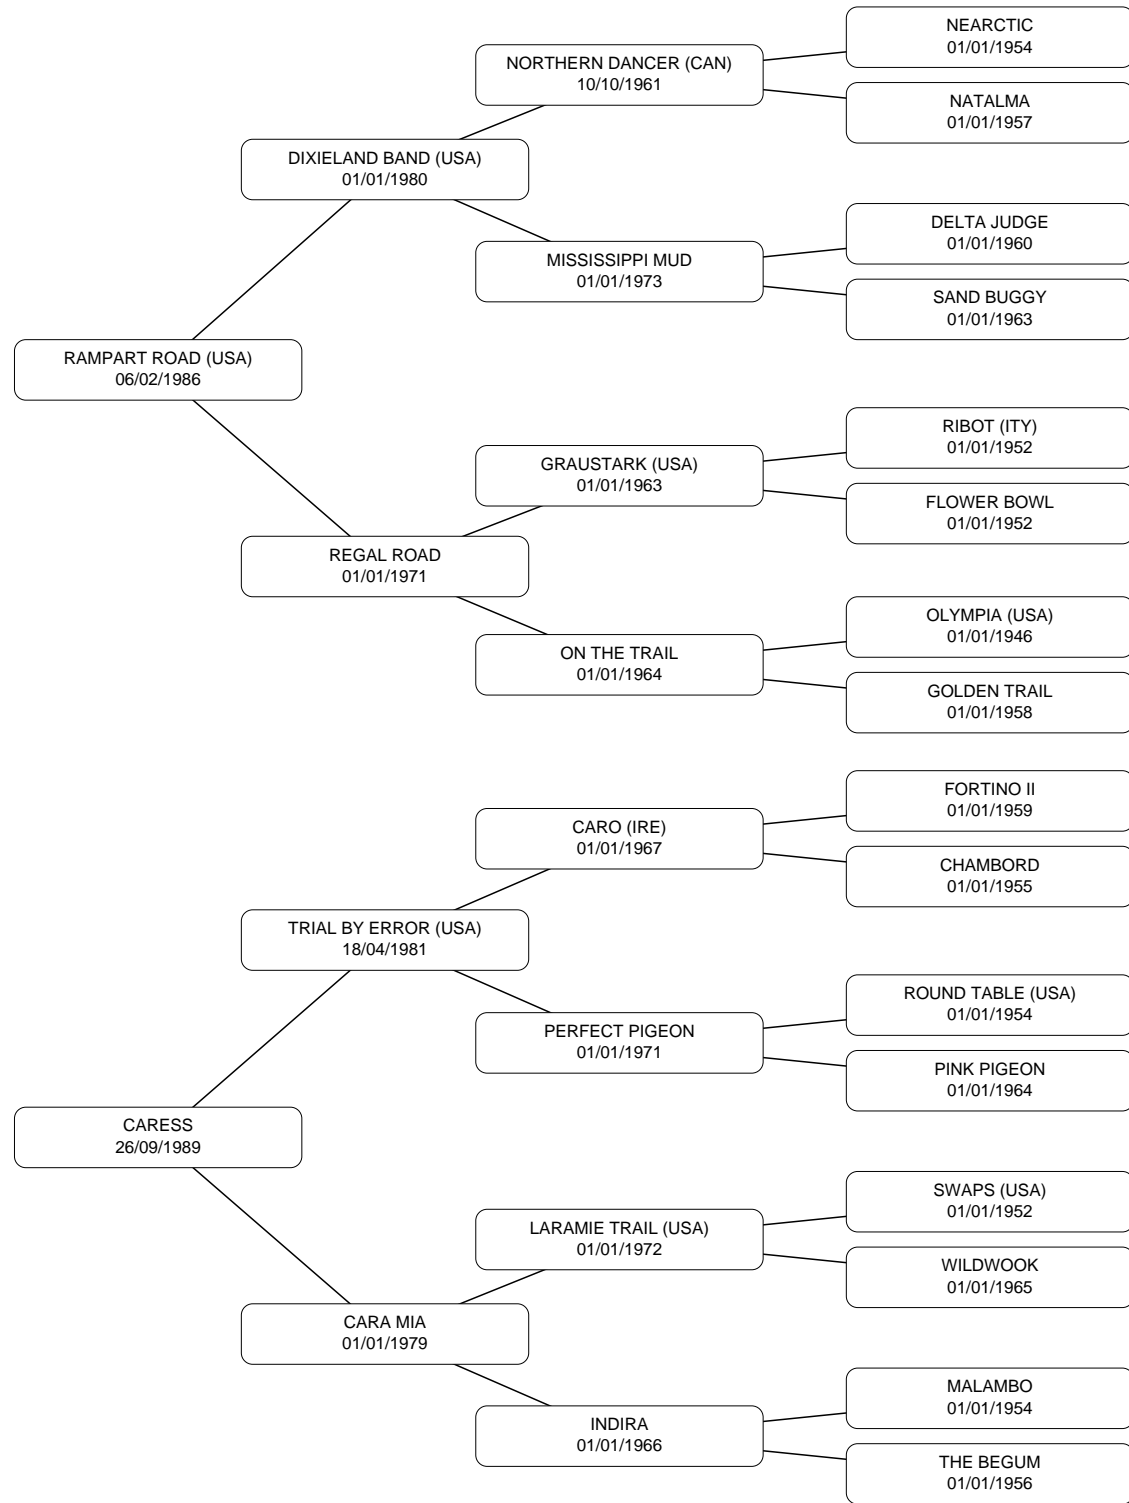 NEARCTIC
01/01/1954
NORTHERN DANCER (CAN)
10/10/1961
NATALMA
01/01/1957
DIXIELAND BAND (USA)
01/01/1980
DELTA JUDGE
01/01/1960
MISSISSIPPI MUD
01/01/1973
SAND BUGGY
01/01/1963
RAMPART ROAD (USA)
06/02/1986
RIBOT (ITY)
01/01/1952
GRAUSTARK (USA)
01/01/1963
FLOWER BOWL
01/01/1952
REGAL ROAD
01/01/1971
OLYMPIA (USA)
01/01/1946
ON THE TRAIL
01/01/1964
GOLDEN TRAIL
01/01/1958
FORTINO II
01/01/1959
CARO (IRE)
01/01/1967
CHAMBORD
01/01/1955
TRIAL BY ERROR (USA)
18/04/1981
ROUND TABLE (USA)
01/01/1954
PERFECT PIGEON
01/01/1971
PINK PIGEON
01/01/1964
CARESS
26/09/1989
SWAPS (USA)
01/01/1952
LARAMIE TRAIL (USA)
01/01/1972
WILDWOOK
01/01/1965
CARA MIA
01/01/1979
MALAMBO
01/01/1954
INDIRA
01/01/1966
THE BEGUM
01/01/1956